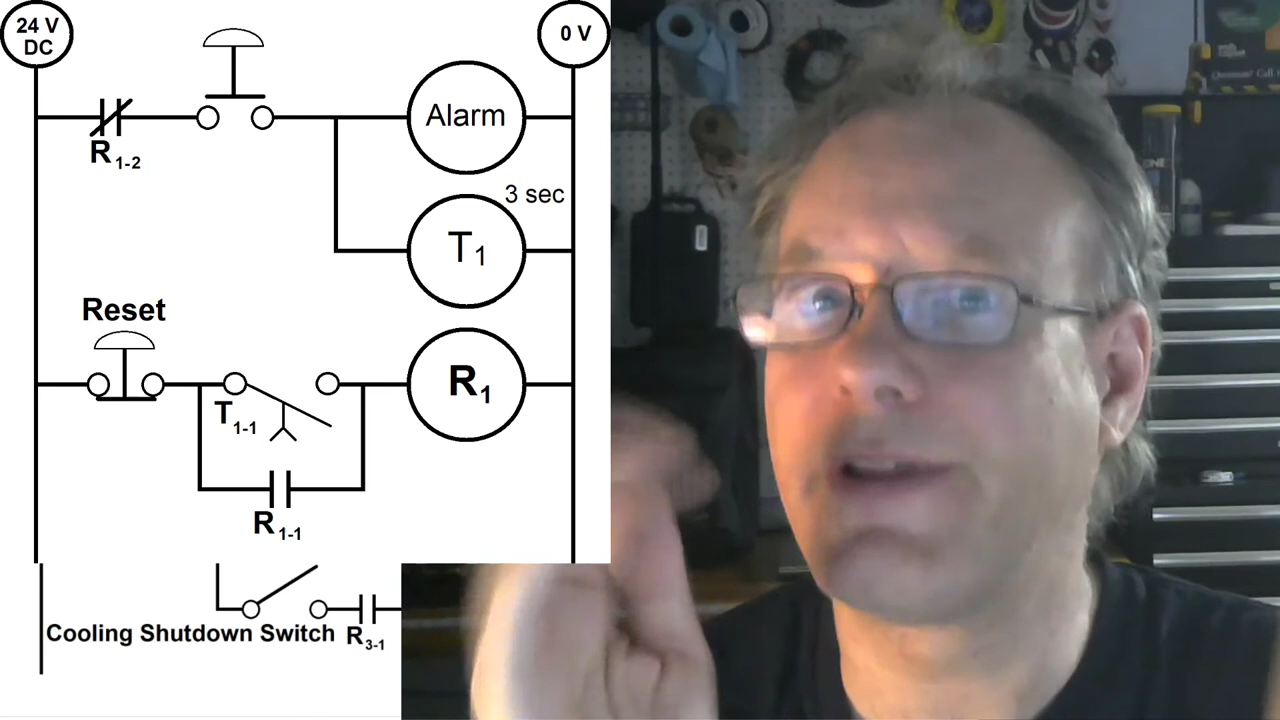 24 V
DC
0 V
R1-2
Alarm
3 sec
T1
Reset
T1-1
R1
R1-1
Cooling Shutdown Switch
R3-1